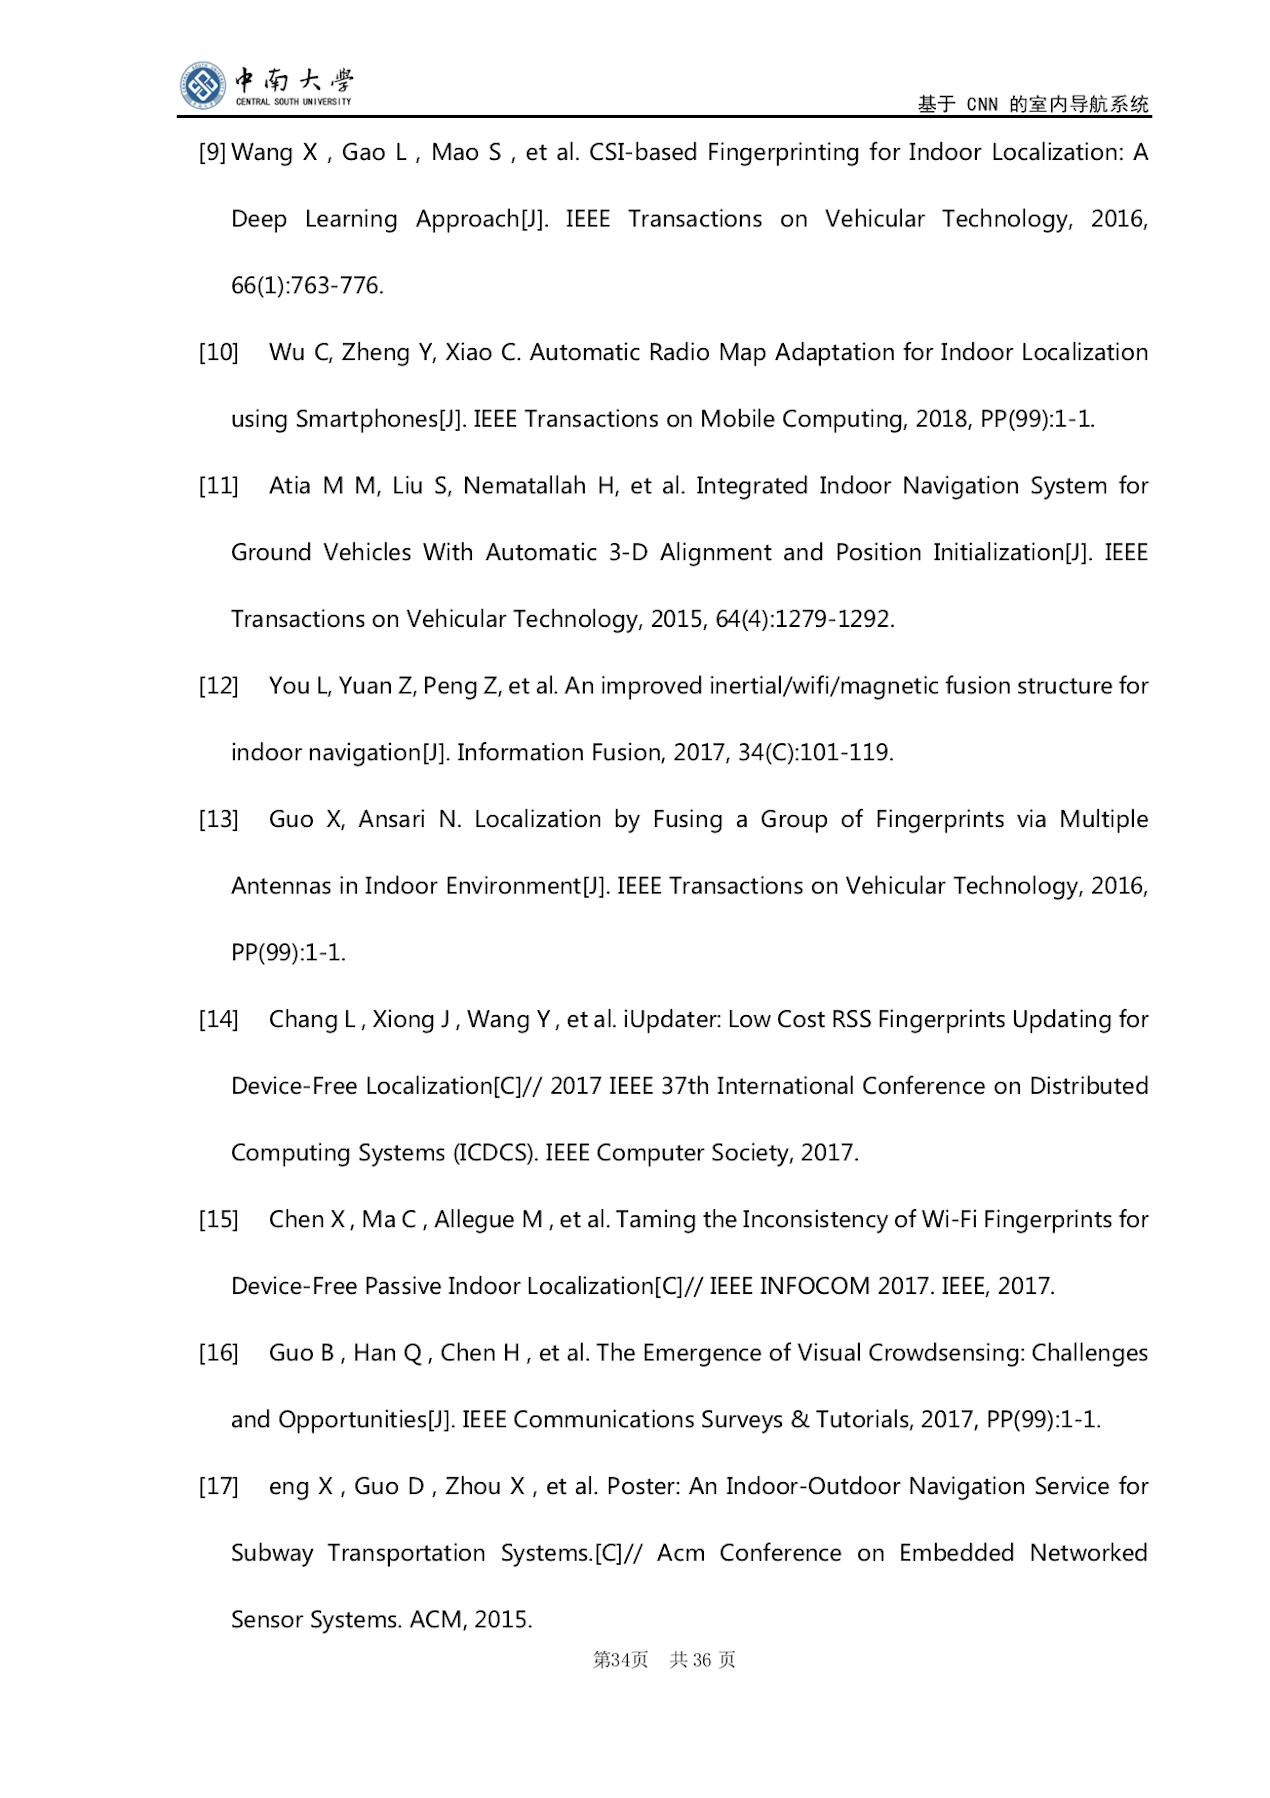 中南大学
CENTRAL SOUTH UNIVERSITY
基于 CNN 的室内导航系统
[9] Wang X , Gao L , Mao S , et al. CSI-based Fingerprinting for Indoor Localization: A
Deep Learning Approach[J]. IEEE Transactions on Vehicular Technology, 2016,
66(1):763-776.
[10] Wu C, Zheng Y, Xiao C. Automatic Radio Map Adaptation for Indoor Localization
using Smartphones[J]. IEEE Transactions on Mobile Computing, 2018, PP(99):1-1.
[11] Atia M M, Liu S, Nematallah H, et al. Integrated Indoor Navigation System for
Ground Vehicles With Automatic 3-D Alignment and Position Initialization[J]. IEEE
Transactions on Vehicular Technology, 2015, 64(4):1279-1292.
[12] You L, Yuan Z, Peng Z, et al. An improved inertial/wifi/magnetic fusion structure for
indoor navigation[J]. Information Fusion, 2017, 34(C):101-119.
[13] Guo X, Ansari N. Localization by Fusing a Group of Fingerprints via Multiple
Antennas in Indoor Environment[J]. IEEE Transactions on Vehicular Technology, 2016,
PP(99):1-1.
[14] Chang L , Xiong J , Wang Y , et al. iUpdater: Low Cost RSS Fingerprints Updating for
Device-Free Localization[C]// 2017 IEEE 37th International Conference on Distributed
Computing Systems (ICDCS). IEEE Computer Society, 2017.
[15] Chen X , Ma C , Allegue M , et al. Taming the Inconsistency of Wi-Fi Fingerprints for
Device-Free Passive Indoor Localization[C]// IEEE INFOCOM 2017. IEEE, 2017.
[16] Guo B , Han Q , Chen H , et al. The Emergence of Visual Crowdsensing: Challenges
and Opportunities[J]. IEEE Communications Surveys & Tutorials, 2017, PP(99):1-1.
[17] eng X , Guo D , Zhou X , et al. Poster: An Indoor-Outdoor Navigation Service for
Subway Transportation Systems.[C]// Acm Conference on Embedded Networked
Sensor Systems. ACM, 2015.
第34页 共 36 页